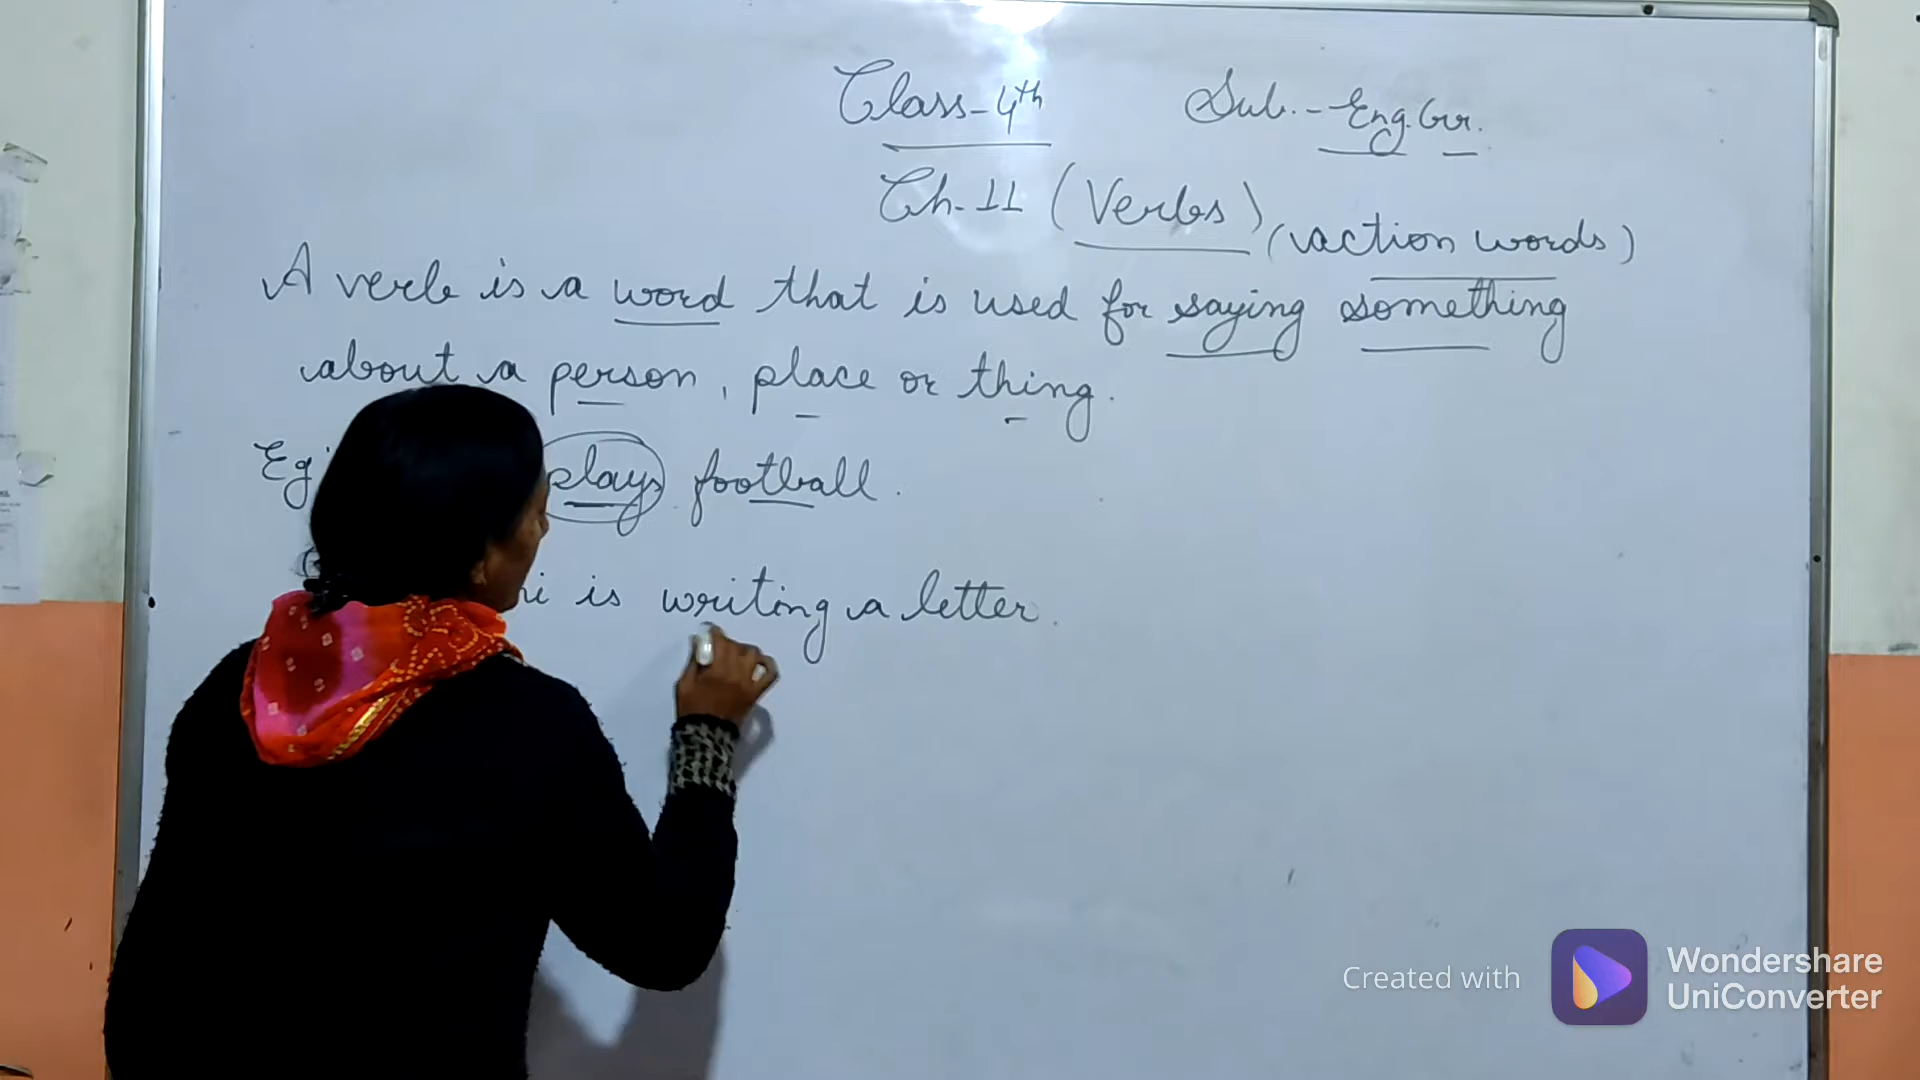 Class-4th Sub.-Eng.Gr.
Ch-11 (Verbs) (action words)
A verb is a word that is used for saying something
about a person, place or thing.
Eg: plays football.
is writing a letter.
Created with Wondershare UniConverter